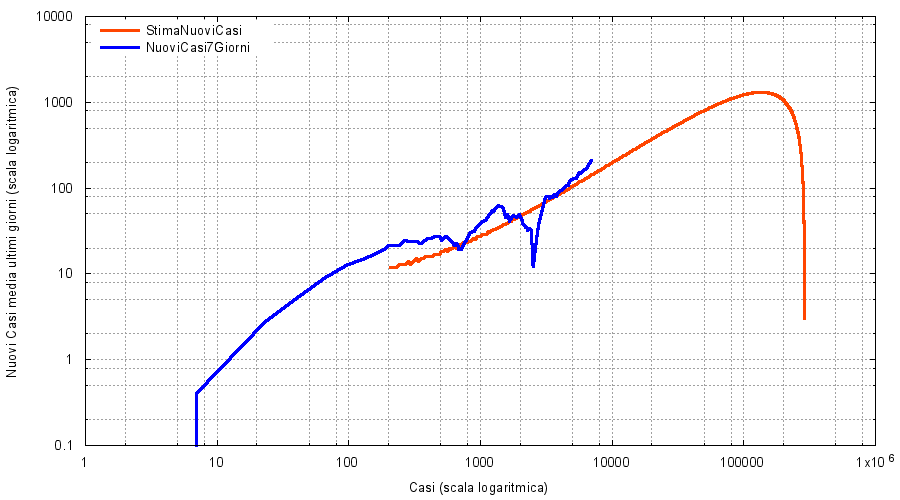 10000
1000
100
10
1
0.1
StimaNuoviCasi
NuoviCasi7Giorni
Nuovi Casi media ultimi giorni (scala logaritmica)
1
10
100
1000
10000
100000
1x10 6
Casi (scala logaritmica)